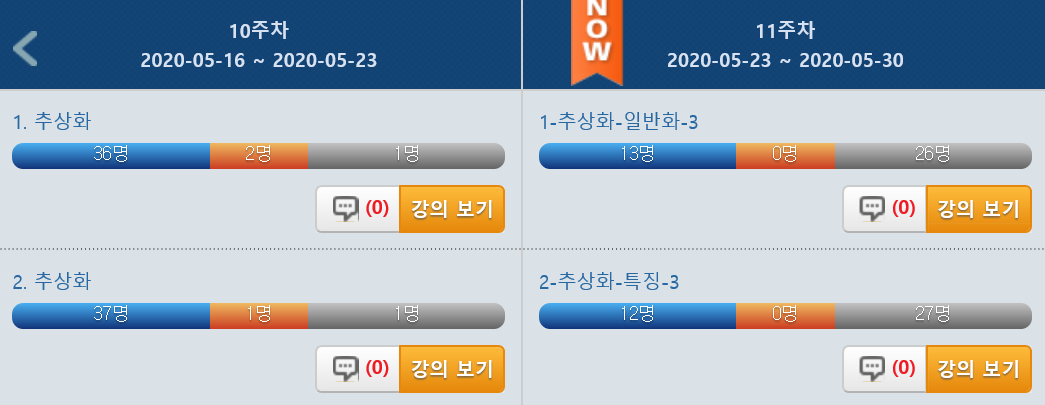 10주차
2020-05-16 ~ 2020-05-23
1. 추상화
36명 2명 1명
(0) 강의 보기
2. 추상화
37명 1명 1명
(0) 강의 보기
NOW
11주차
2020-05-23 ~ 2020-05-30
1-추상화-일반화-3
13명 0명 26명
(0) 강의 보기
2-추상화-특징-3
12명 0명 27명
(0) 강의 보기